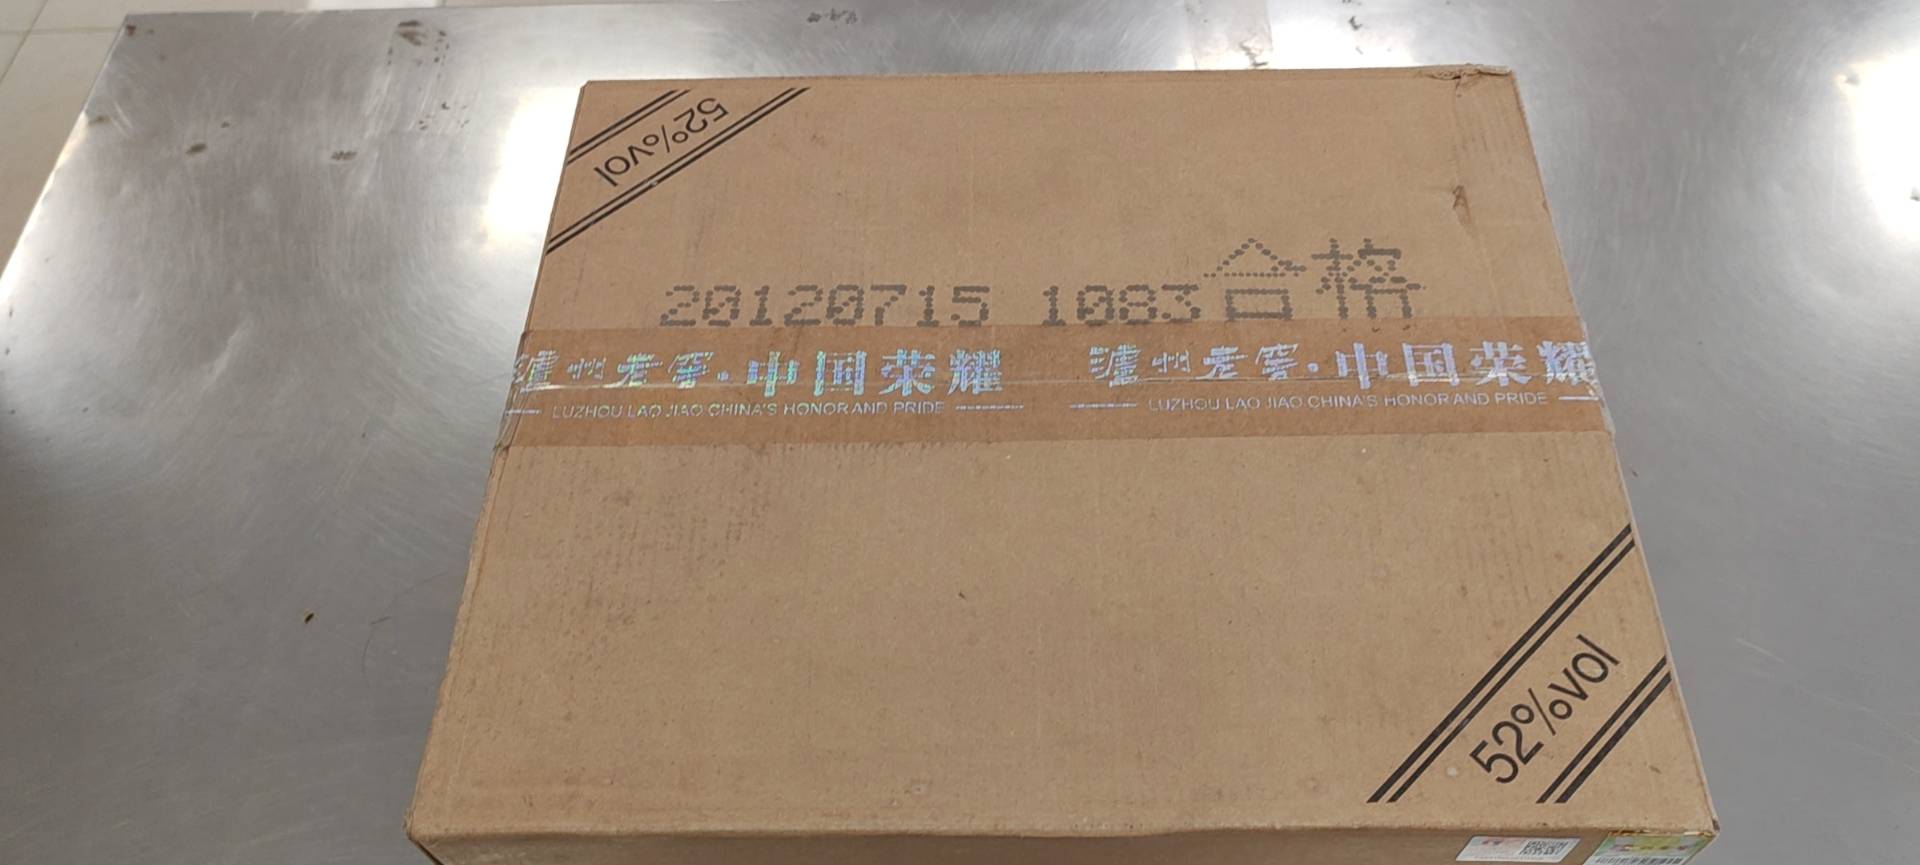 52%vol
20120715 1083合格
泸州老窖·中国荣耀 泸州老窖·中国荣耀
LUZHOU LAO JIAO CHINA'S HONOR AND PRIDE LUZHOU LAO JIAO CHINA'S HONOR AND PRIDE
52%vol